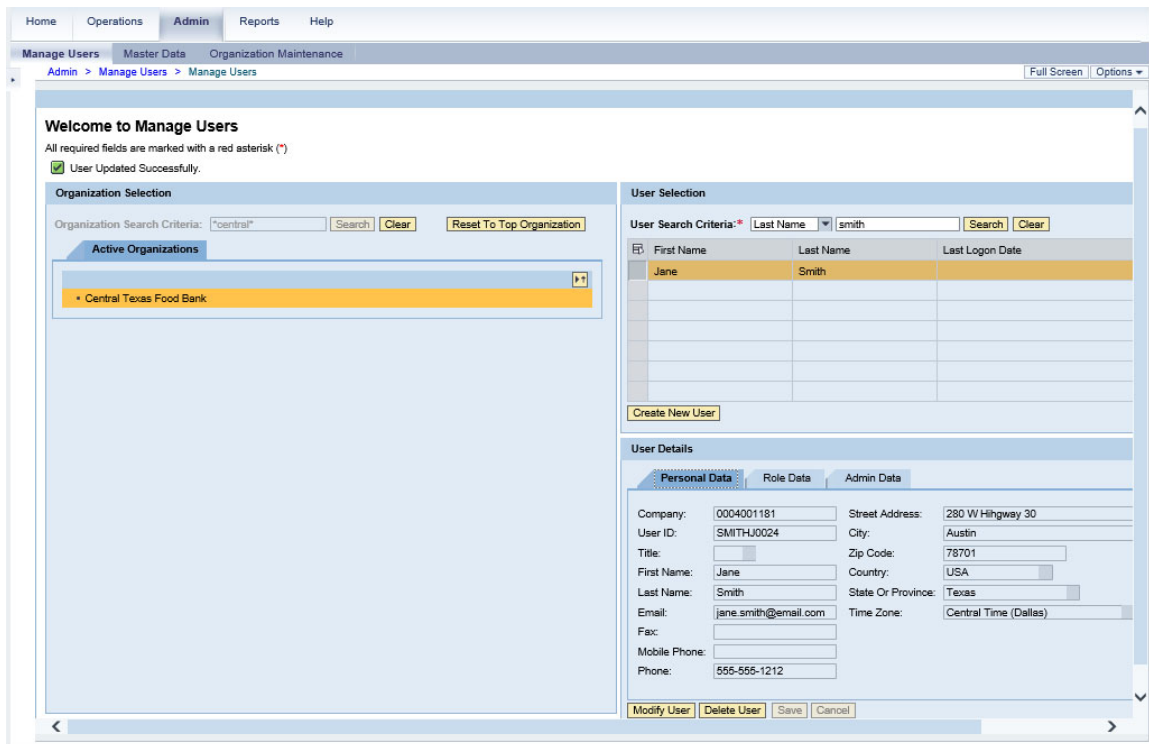 Home Operations Admin Reports Help
Manage Users Master Data Organization Maintenance
Admin > Manage Users > Manage Users Full Screen Options
Welcome to Manage Users
All required fields are marked with a red asterisk (*)
User Updated Successfully.
Organization Selection
Organization Search Criteria: *central* Search Clear Reset To Top Organization
Active Organizations
Central Texas Food Bank
User Selection
User Search Criteria:* Last Name smith Search Clear
First Name Last Name Last Logon Date
Jane Smith
Create New User
User Details
Personal Data Role Data Admin Data
Company: 0004001181 Street Address: 280 W Hihgway 30
User ID: SMITHJ0024 City: Austin
Title: Zip Code: 78701
First Name: Jane Country: USA
Last Name: Smith State Or Province: Texas
Email: jane.smith@email.com Time Zone: Central Time (Dallas)
Fax:
Mobile Phone:
Phone: 555-555-1212
Modify User Delete User Save Cancel